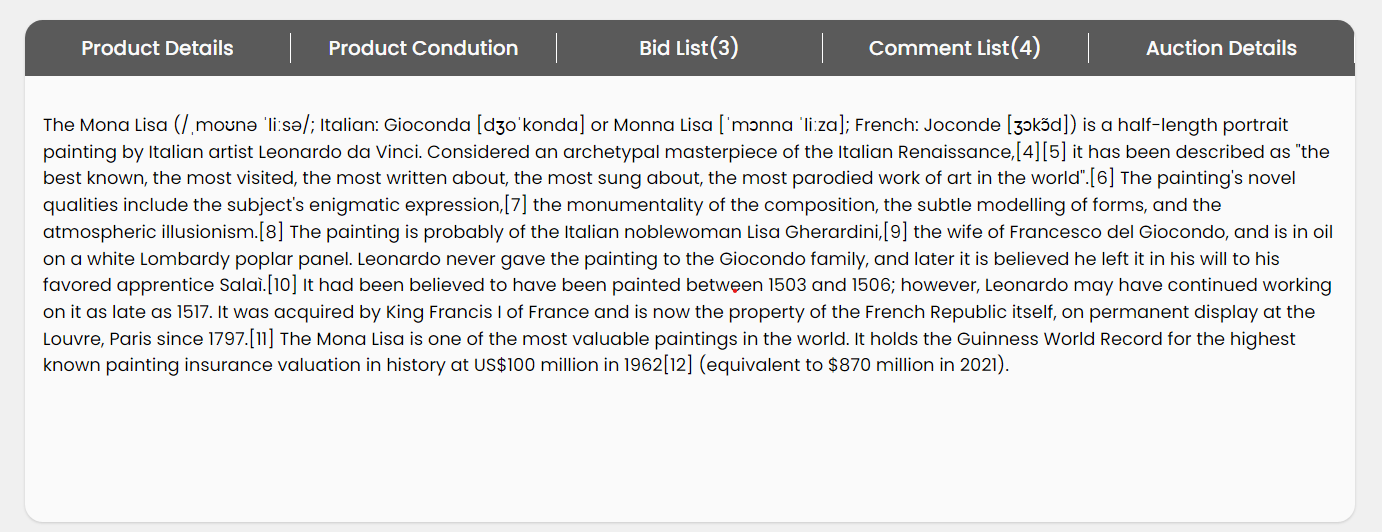 Product Details
Product Condution
Bid List(3)
Comment List(4)
Auction Details
The Mona Lisa (/ˌmoʊnə ˈliːsə/; Italian: Gioconda [dʒoˈkonda] or Monna Lisa [ˈmɔnna ˈliːza]; French: Joconde [ʒɔkɔ̃d]) is a half-length portrait
painting by Italian artist Leonardo da Vinci. Considered an archetypal masterpiece of the Italian Renaissance,[4][5] it has been described as "the
best known, the most visited, the most written about, the most sung about, the most parodied work of art in the world".[6] The painting's novel
qualities include the subject's enigmatic expression,[7] the monumentality of the composition, the subtle modelling of forms, and the
atmospheric illusionism.[8] The painting is probably of the Italian noblewoman Lisa Gherardini,[9] the wife of Francesco del Giocondo, and is in oil
on a white Lombardy poplar panel. Leonardo never gave the painting to the Giocondo family, and later it is believed he left it in his will to his
favored apprentice Salaì.[10] It had been believed to have been painted between 1503 and 1506; however, Leonardo may have continued working
on it as late as 1517. It was acquired by King Francis I of France and is now the property of the French Republic itself, on permanent display at the
Louvre, Paris since 1797.[11] The Mona Lisa is one of the most valuable paintings in the world. It holds the Guinness World Record for the highest
known painting insurance valuation in history at US$100 million in 1962[12] (equivalent to $870 million in 2021).